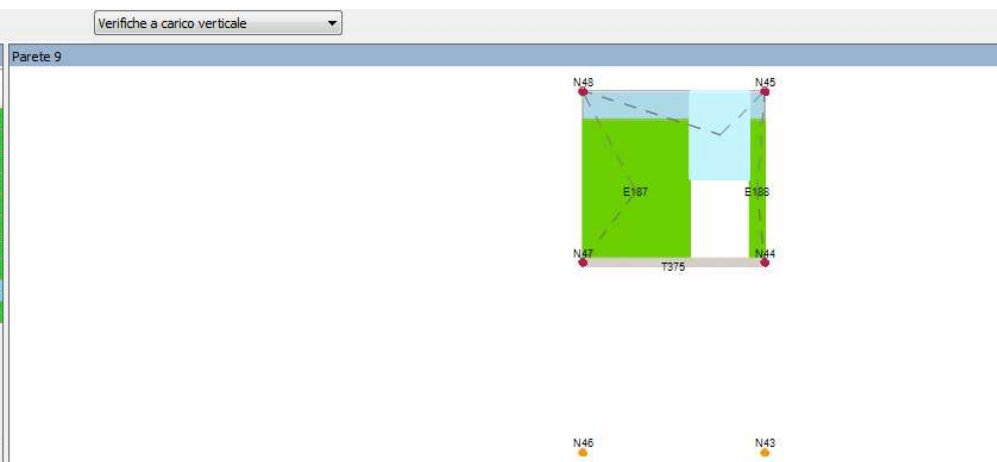 Verifiche a carico verticale
Parete 9
N48 N45
E187 E188
N47 N44
T375
N46 N43